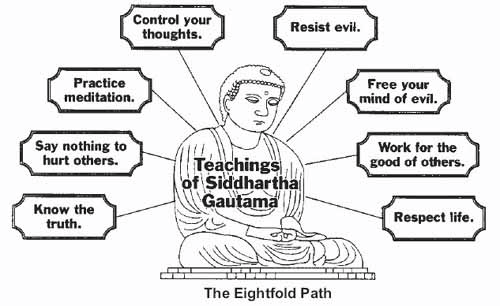 Control your
thoughts.
Resist evil.
Practice
meditation.
Free your
mind of evil.
Say nothing to
hurt others.
Work for the
good of others.
Know the
truth.
Respect life.
Teachings
of Siddhartha
Gautama
The Eightfold Path